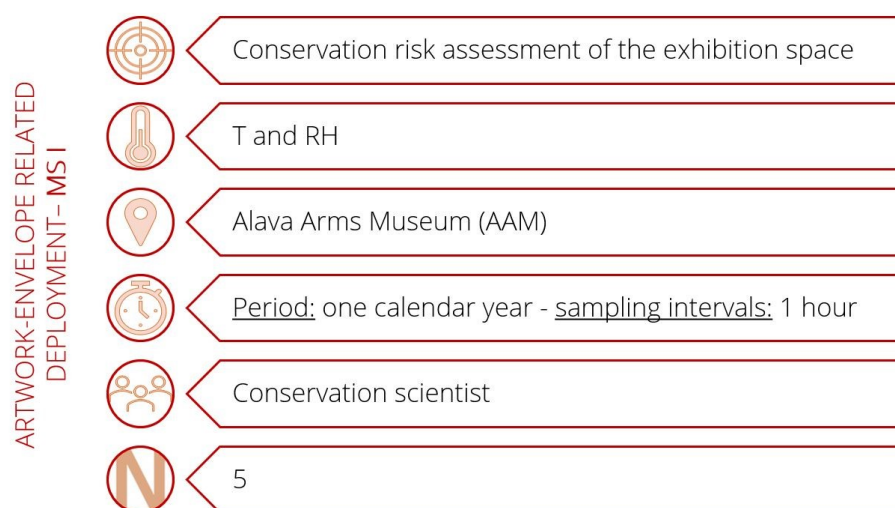 ARTWORK-ENVELOPE RELATED
DEPLOYMENT– MS I
Conservation risk assessment of the exhibition space
T and RH
Alava Arms Museum (AAM)
Period: one calendar year - sampling intervals: 1 hour
Conservation scientist
N
5